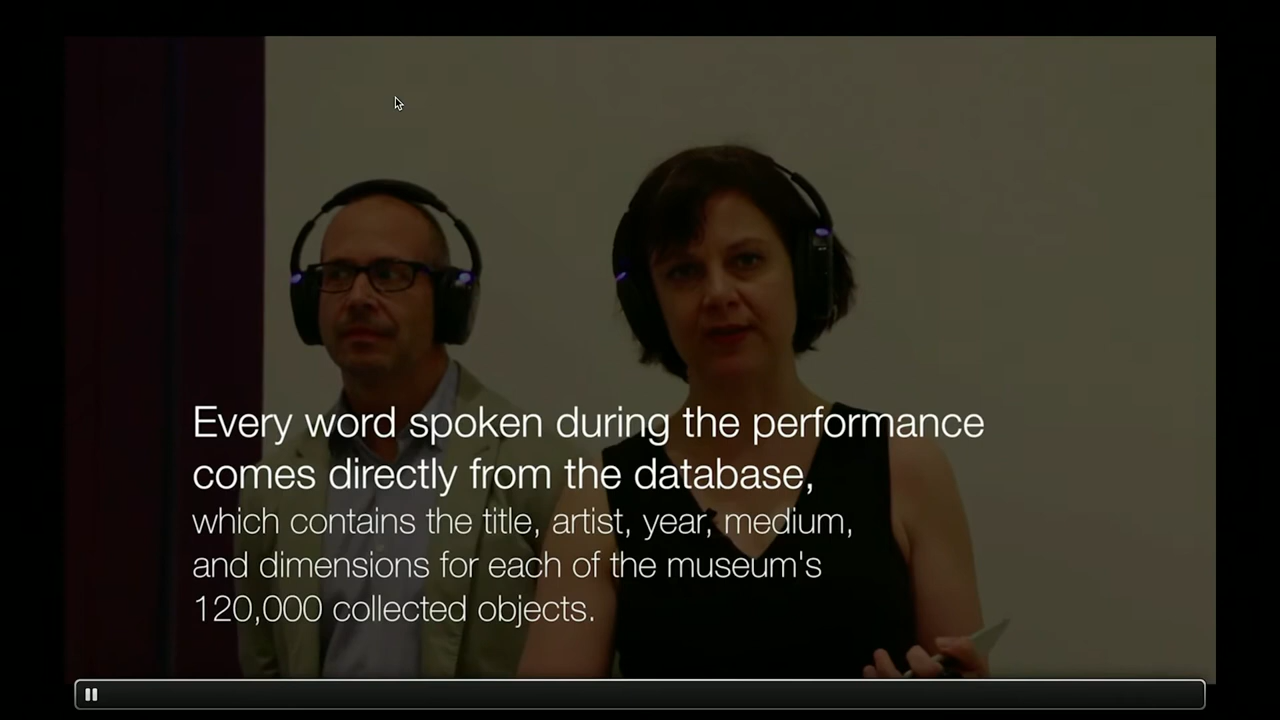 Every word spoken during the performance
comes directly from the database,
which contains the title, artist, year, medium,
and dimensions for each of the museum's
120,000 collected objects.